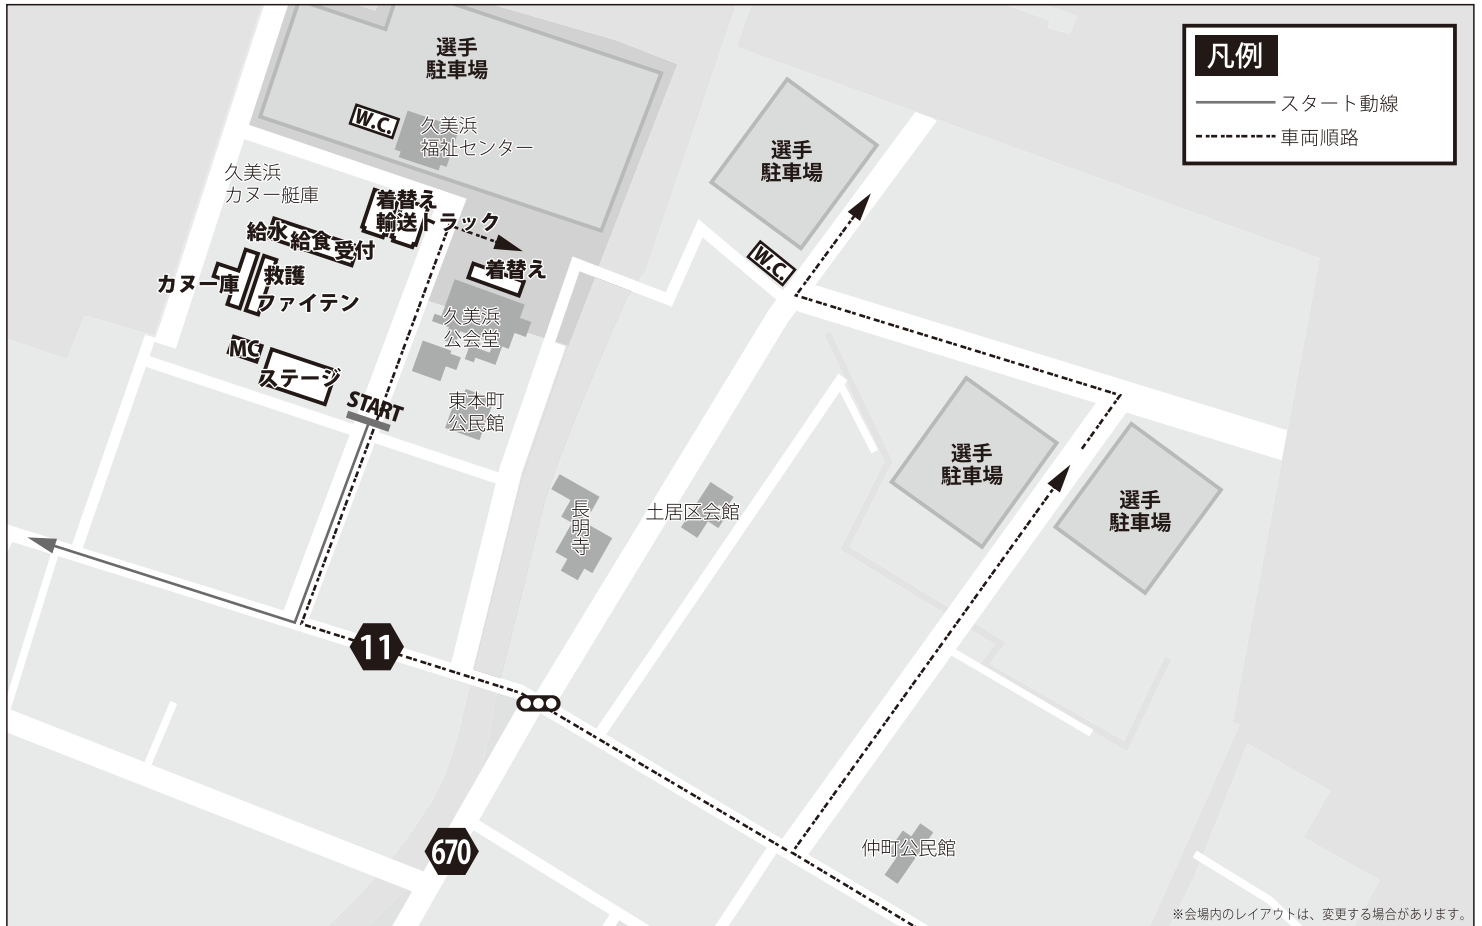 選手
駐車場
凡例
スタート動線
車両順路
W.C.
久美浜
福祉センター
選手
駐車場
久美浜
カヌー艇庫
着替え
輸送トラック
給水
給食
受付
カヌー庫
救護
ファイテン
着替え
W.C.
久美浜
公会堂
MC
ステージ
START
東本町
公民館
選手
駐車場
選手
駐車場
長明寺
土居区会館
11
670
仲町公民館
※会場内のレイアウトは、変更する場合があります。